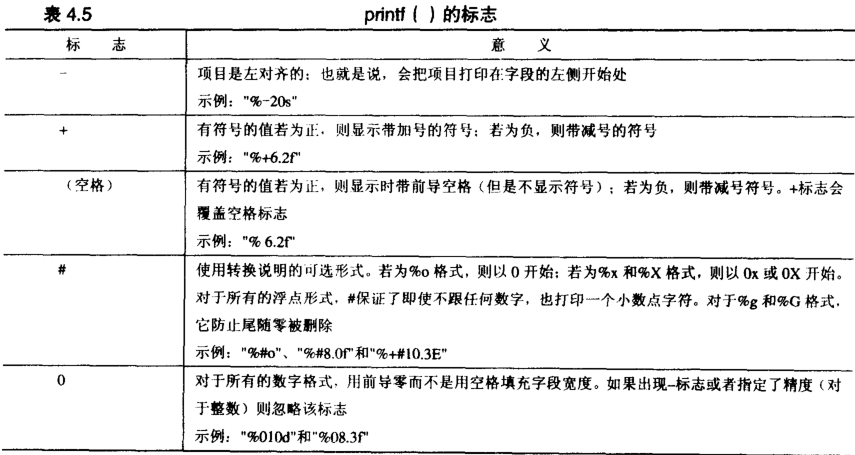 表 4.5 printf ( ) 的标志
标 志 意 义
- 项目是左对齐的；也就是说，会把项目打印在字段的左侧开始处
示例："%-20s"
+ 有符号的值若为正，则显示带加号的符号；若为负，则带减号的符号
示例："%+6.2f"
（空格） 有符号的值若为正，则显示时带前导空格（但是不显示符号）；若为负，则带减号符号。+标志会
覆盖空格标志
示例："% 6.2f"
# 使用转换说明的可选形式。若为%o 格式，则以 0 开始；若为%x 和%X 格式，则以 0x 或 0X 开始。
对于所有的浮点形式，#保证了即使不跟任何数字，也打印一个小数点字符。对于%g 和%G 格式，
它防止尾随零被删除
示例："%#o"、"%#8.0f"和"%+#10.3E"
0 对于所有的数字格式，用前导零而不是用空格填充字段宽度。如果出现-标志或者指定了精度（对
于整数）则忽略该标志
示例："%010d"和"%08.3f"